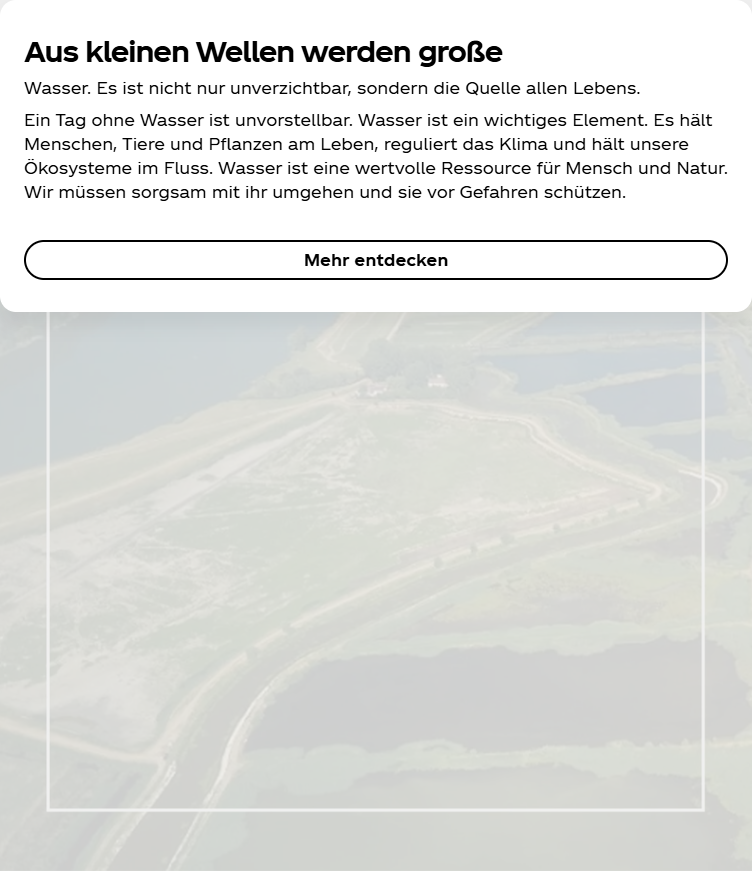 Aus kleinen Wellen werden große
Wasser. Es ist nicht nur unverzichtbar, sondern die Quelle allen Lebens.
Ein Tag ohne Wasser ist unvorstellbar. Wasser ist ein wichtiges Element. Es hält
Menschen, Tiere und Pflanzen am Leben, reguliert das Klima und hält unsere
Ökosysteme im Fluss. Wasser ist eine wertvolle Ressource für Mensch und Natur.
Wir müssen sorgsam mit ihr umgehen und sie vor Gefahren schützen.
Mehr entdecken